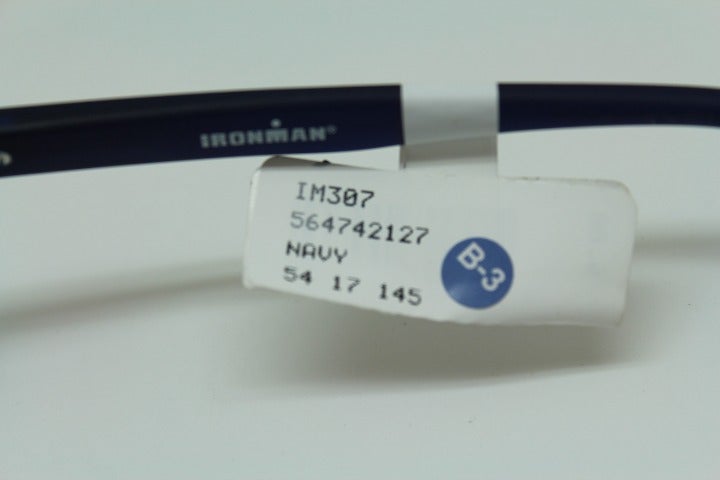 IRONMAN®
IM307
564742127
NAVY
54 17 145
B-3